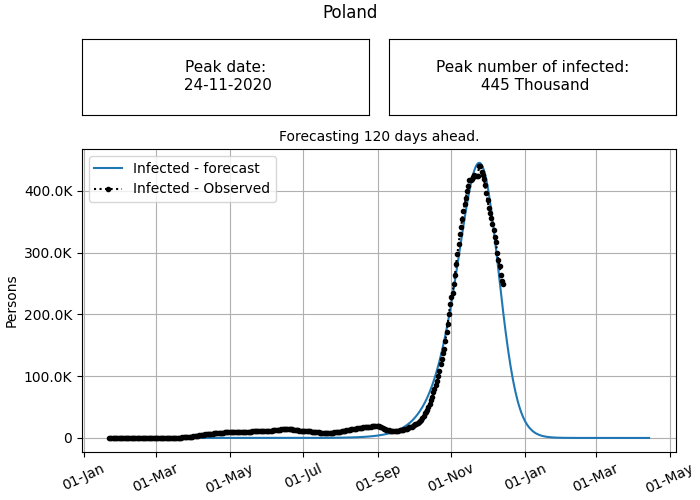 Poland
Peak date:
24-11-2020
Peak number of infected:
445 Thousand
Forecasting 120 days ahead.
Infected - forecast
Infected - Observed
400.0K
300.0K
200.0K
100.0K
0
Persons
01-Jan
01-Mar
01-May
01-Jul
01-Sep
01-Nov
01-Jan
01-Mar
01-May